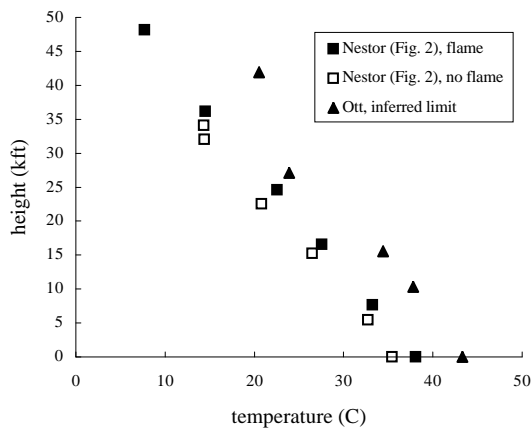 50
45
40
35
30
25
20
15
10
5
0
height (kft)
Nestor (Fig. 2), flame
Nestor (Fig. 2), no flame
Ott, inferred limit
0 10 20 30 40 50
temperature (C)